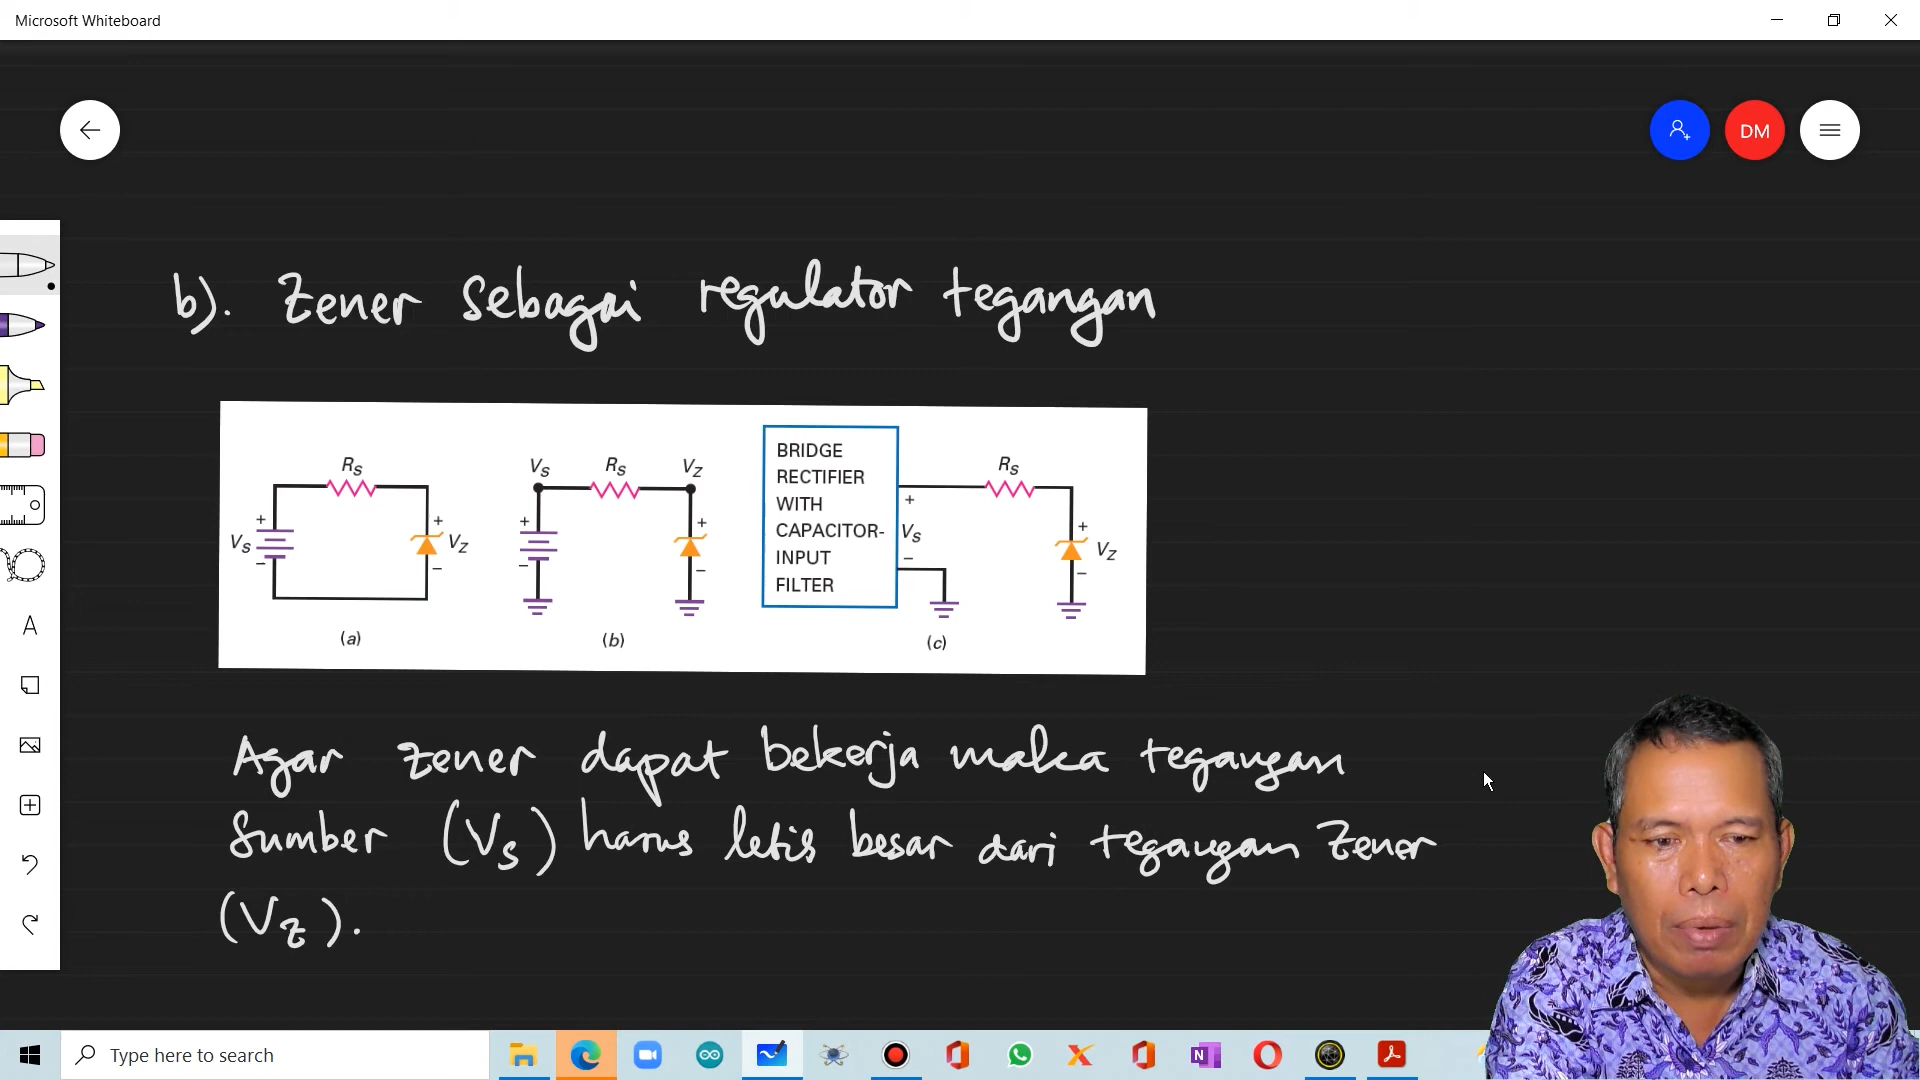 Microsoft Whiteboard
DM
b). Zener sebagai regulator tegangan
RS
VS
+
−
+
VZ
−
(a)
VS RS VZ
+
−
+
−
(b)
BRIDGE
RECTIFIER
WITH
CAPACITOR-
INPUT
FILTER
+
VS
−
RS
+
VZ
−
(c)
Agar zener dapat bekerja maka tegangan
Sumber (Vs) harus lebih besar dari tegangan Zener
(Vz).
A
Type here to search
N